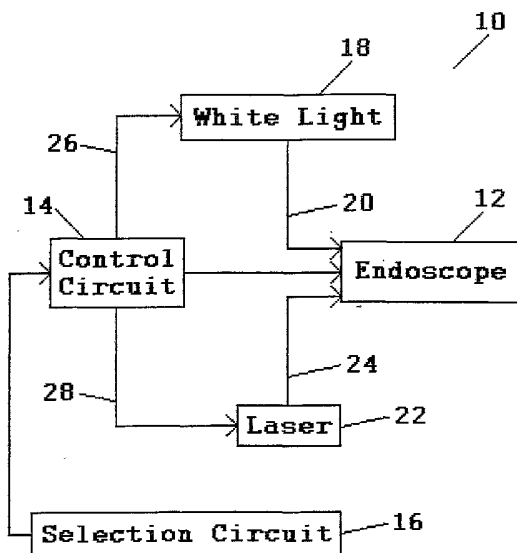 10
18
White Light
26
20
14
12
Control
Circuit
Endoscope
28
24
Laser
22
Selection Circuit
16